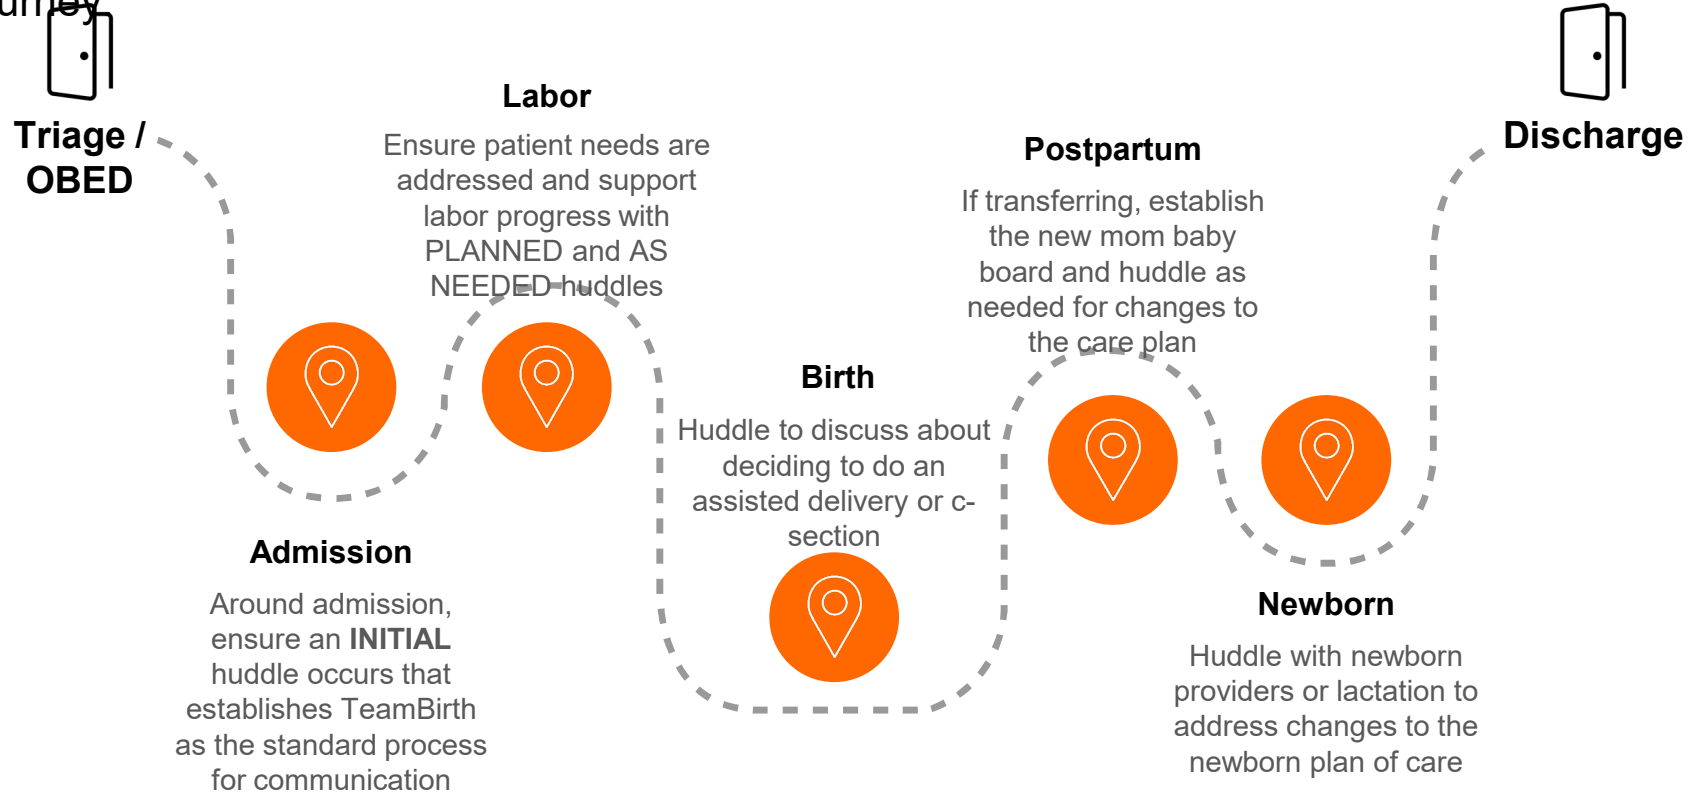 urney
Triage /
OBED
Labor
Ensure patient needs are
addressed and support
labor progress with
PLANNED and AS
NEEDED huddles
Postpartum
If transferring, establish
the new mom baby
board and huddle as
needed for changes to
the care plan
Discharge
Birth
Huddle to discuss about
deciding to do an
assisted delivery or c-
section
Admission
Around admission,
ensure an INITIAL
huddle occurs that
establishes TeamBirth
as the standard process
for communication
Newborn
Huddle with newborn
providers or lactation to
address changes to the
newborn plan of care